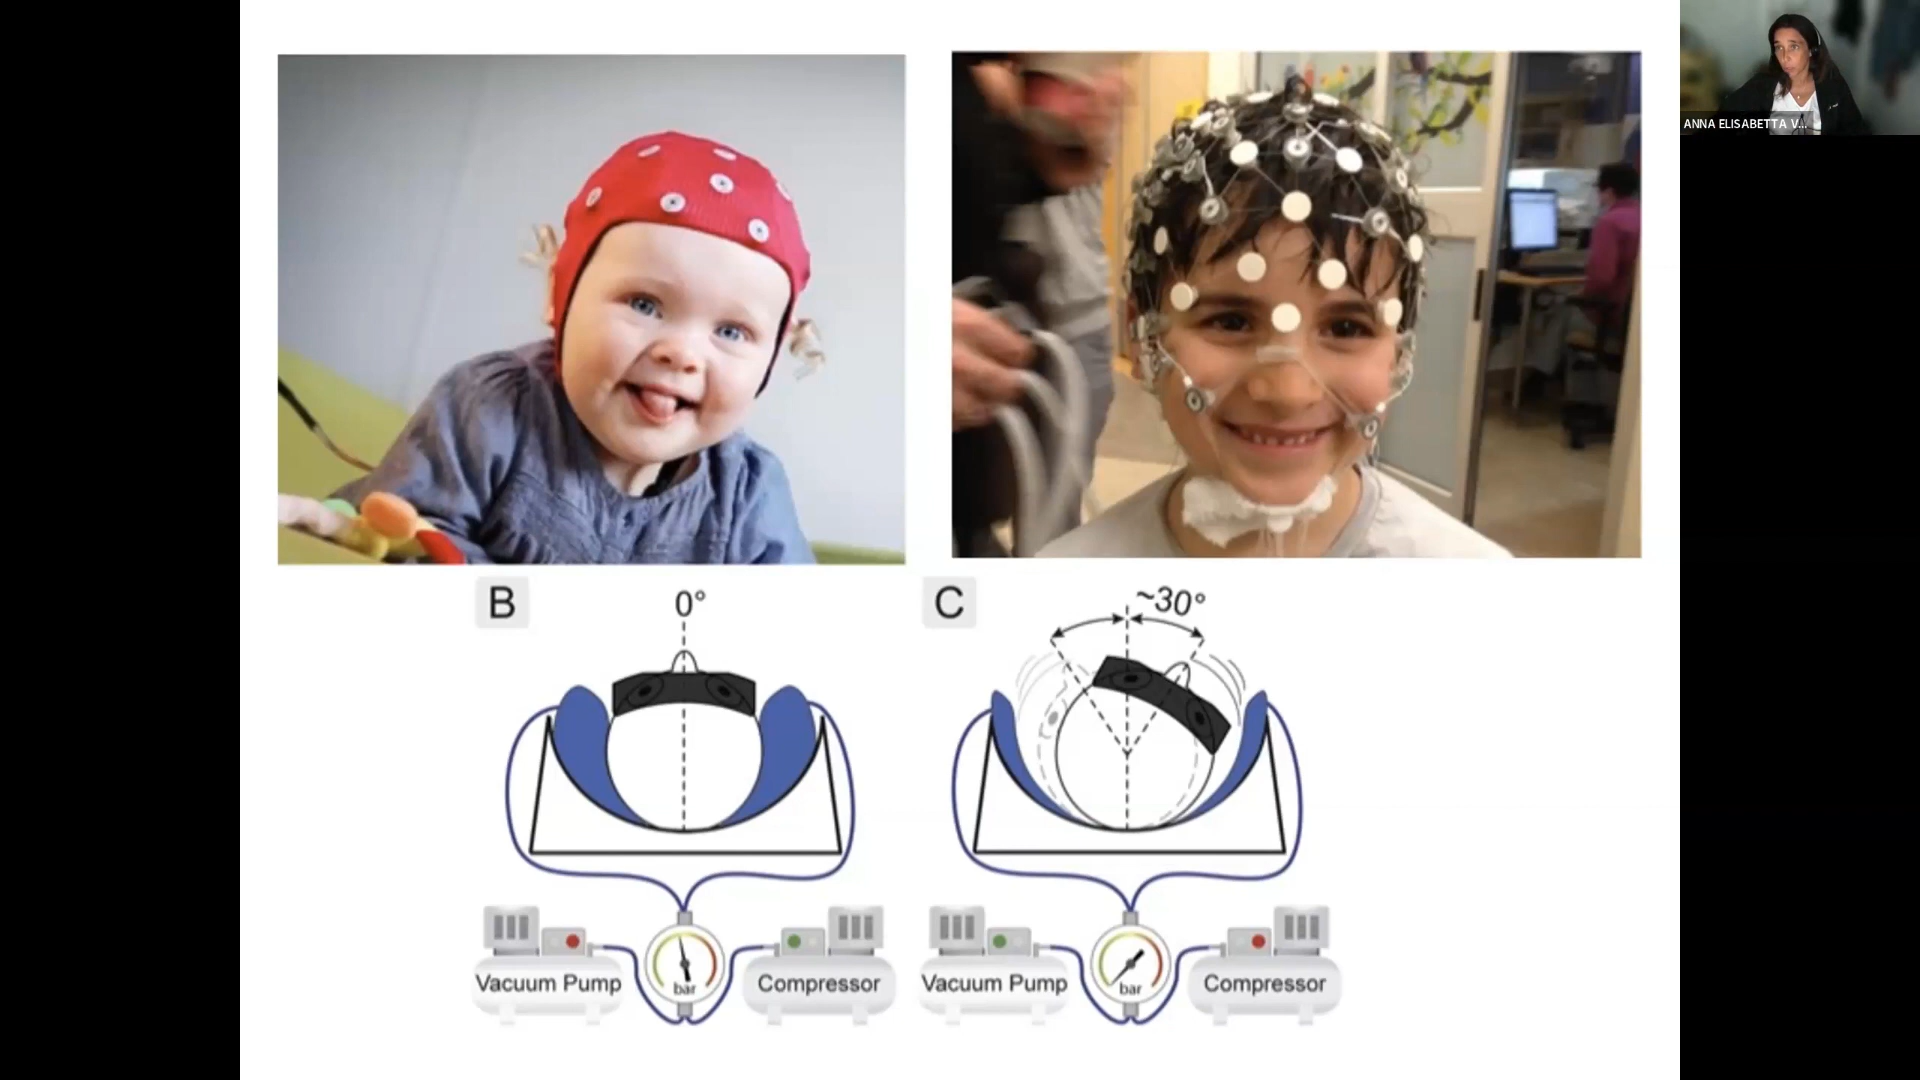 ANNA ELISABETTA V...
B
0°
C
~30°
Vacuum Pump
bar
Compressor
Vacuum Pump
bar
Compressor